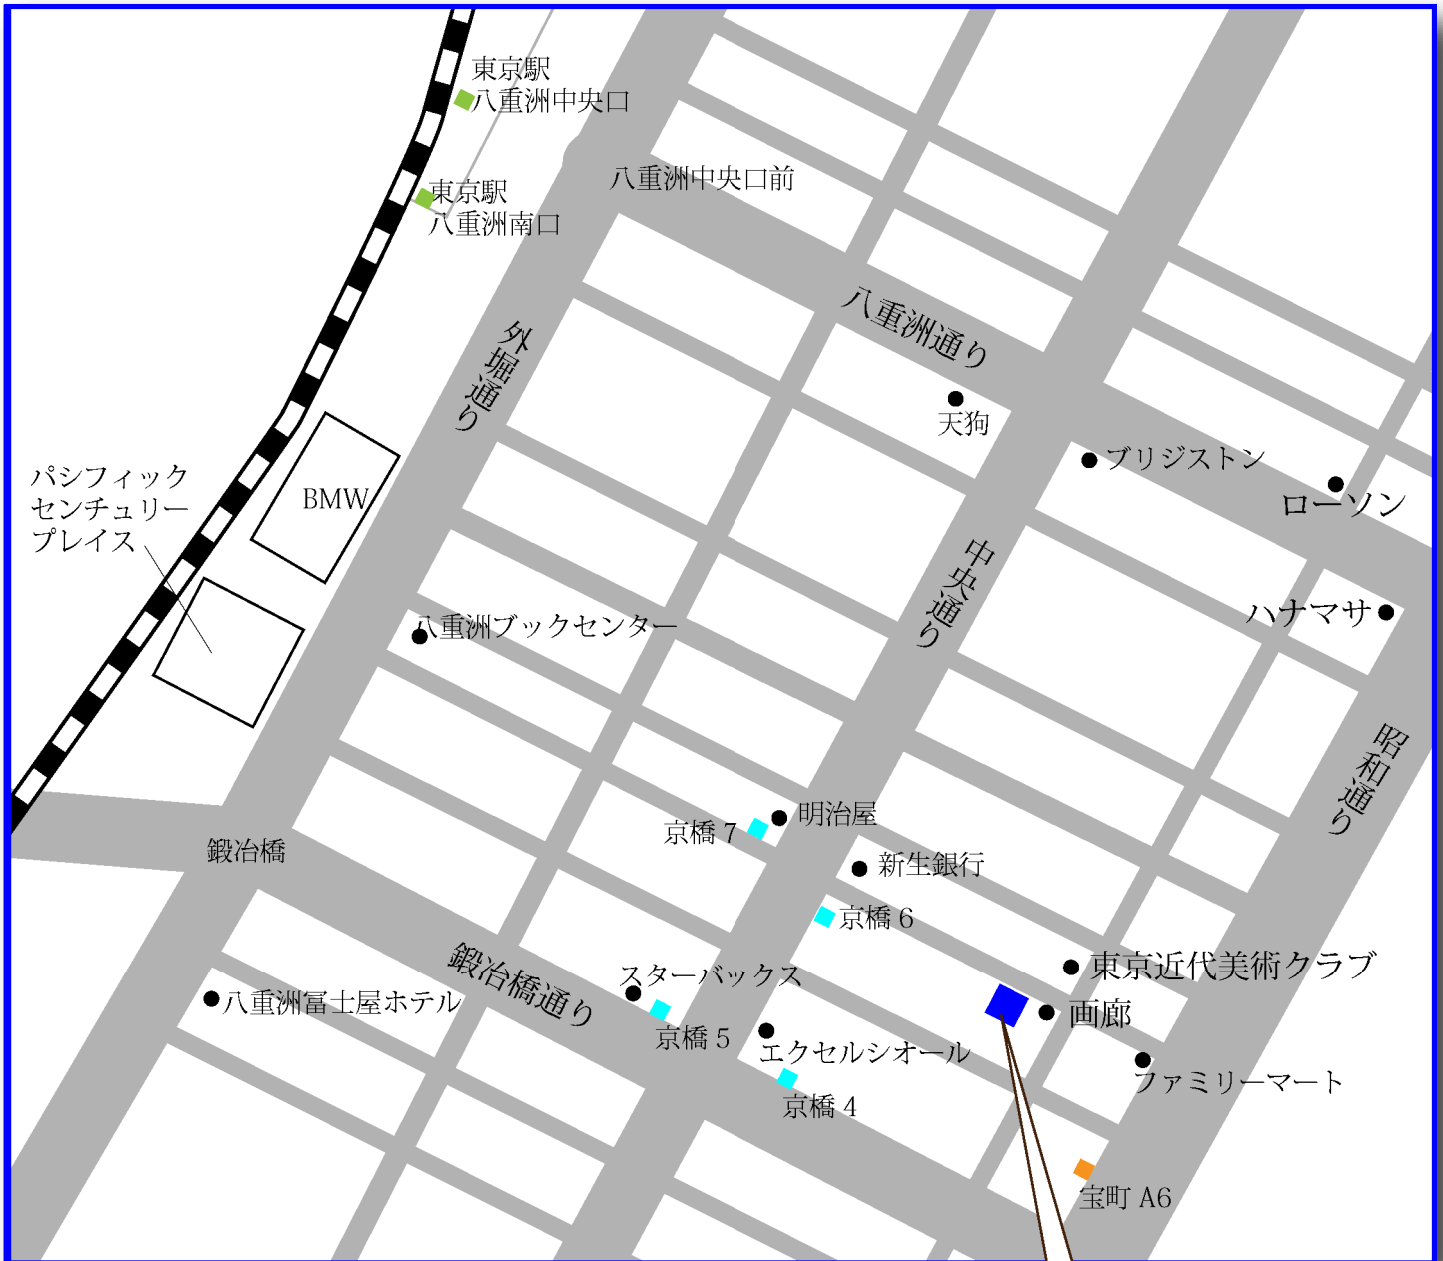 東京駅
八重洲中央口
東京駅
八重洲南口
八重洲中央口前
八重洲通り
外堀通り
天狗
ブリジストン
ローソン
パシフィック
センチュリー
プレイス
BMW
中央通り
ハナマサ
八重洲ブックセンター
昭和通り
明治屋
京橋 7
鍛冶橋
新生銀行
京橋 6
東京近代美術クラブ
鍛冶橋通り
スターバックス
八重洲冨士屋ホテル
画廊
京橋 5
エクセルシオール
ファミリーマート
京橋 4
宝町 A6